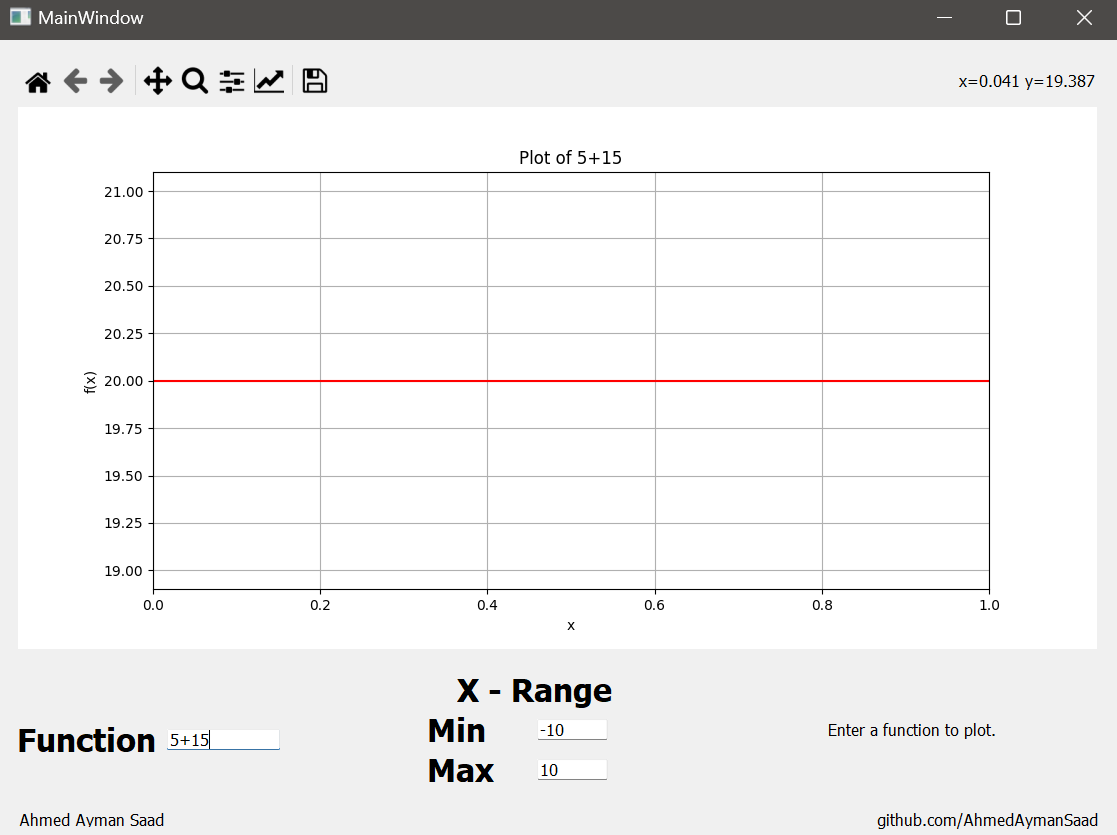 MainWindow
x=0.041 y=19.387
Plot of 5+15
21.00
20.75
20.50
20.25
20.00
19.75
19.50
19.25
19.00
f(x)
0.0 0.2 0.4 0.6 0.8 1.0
x
X - Range
Function 5+15
Min -10
Max 10
Enter a function to plot.
Ahmed Ayman Saad
github.com/AhmedAymanSaad